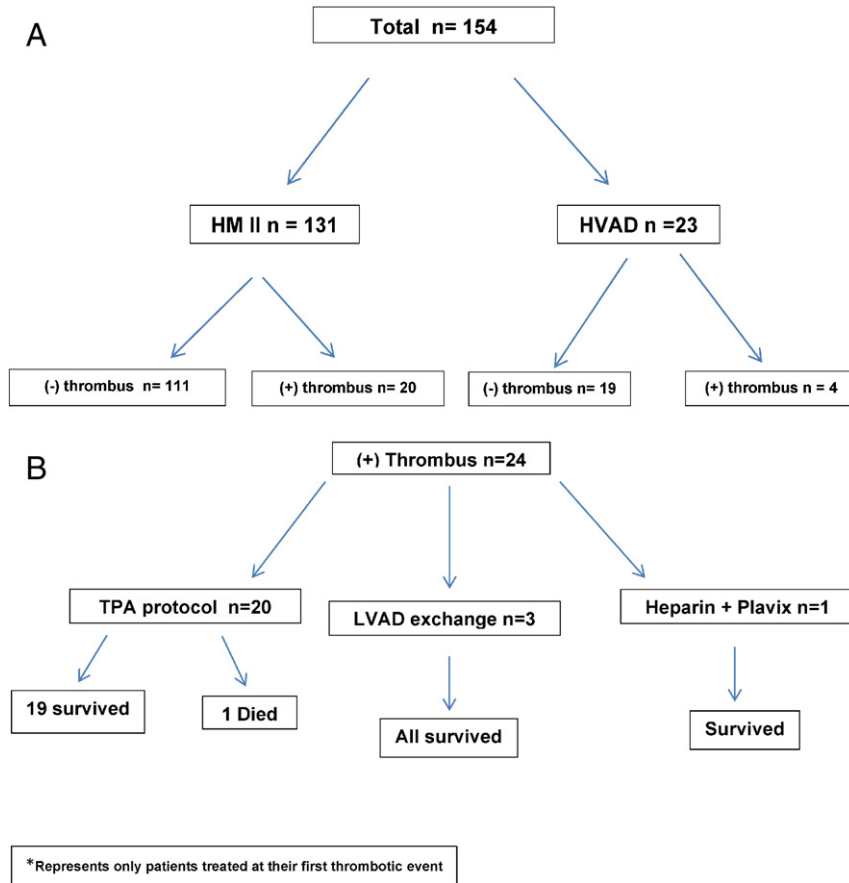 A
Total n= 154
HM II n = 131
HVAD n =23
(-) thrombus n= 111
(+) thrombus n= 20
(-) thrombus n= 19
(+) thrombus n = 4
B
(+) Thrombus n=24
TPA protocol n=20
LVAD exchange n=3
Heparin + Plavix n=1
19 survived
1 Died
All survived
Survived
*Represents only patients treated at their first thrombotic event